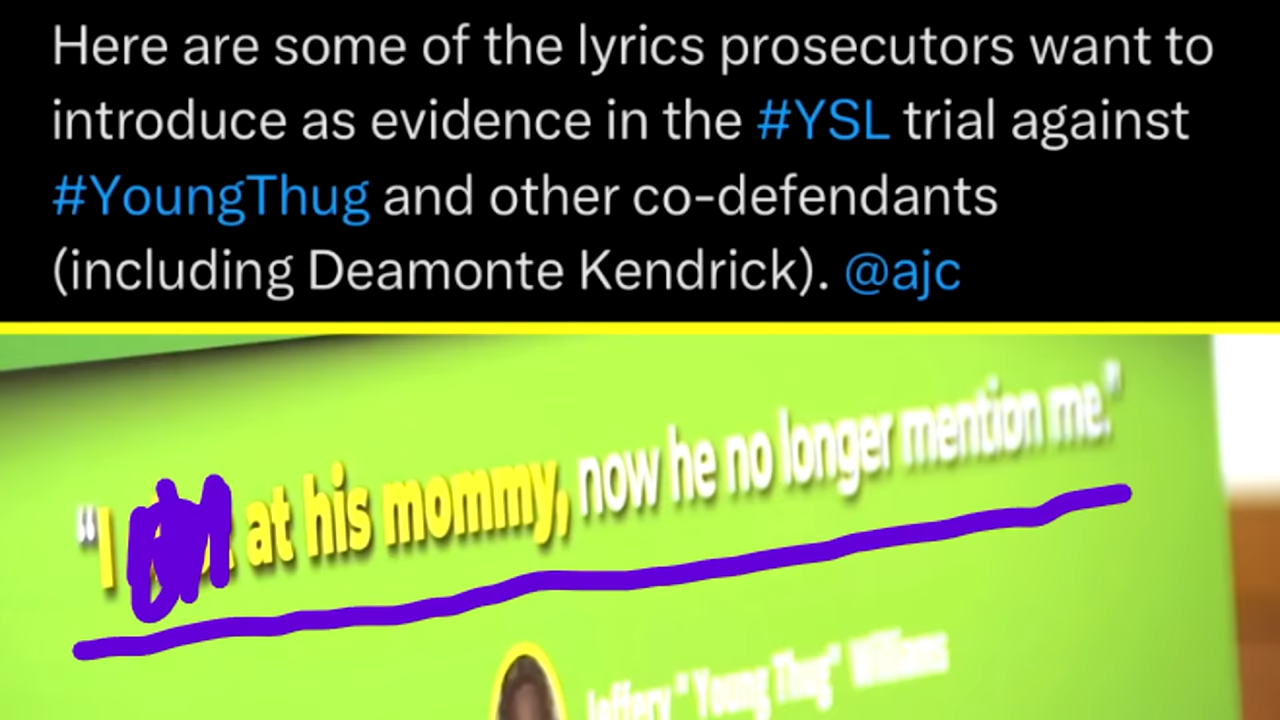 Here are some of the lyrics prosecutors want to
introduce as evidence in the #YSL trial against
#YoungThug and other co-defendants
(including Deamonte Kendrick). @ajc
“I at his mommy, now he no longer mention me.”
Jeffery "Young Thug" Williams